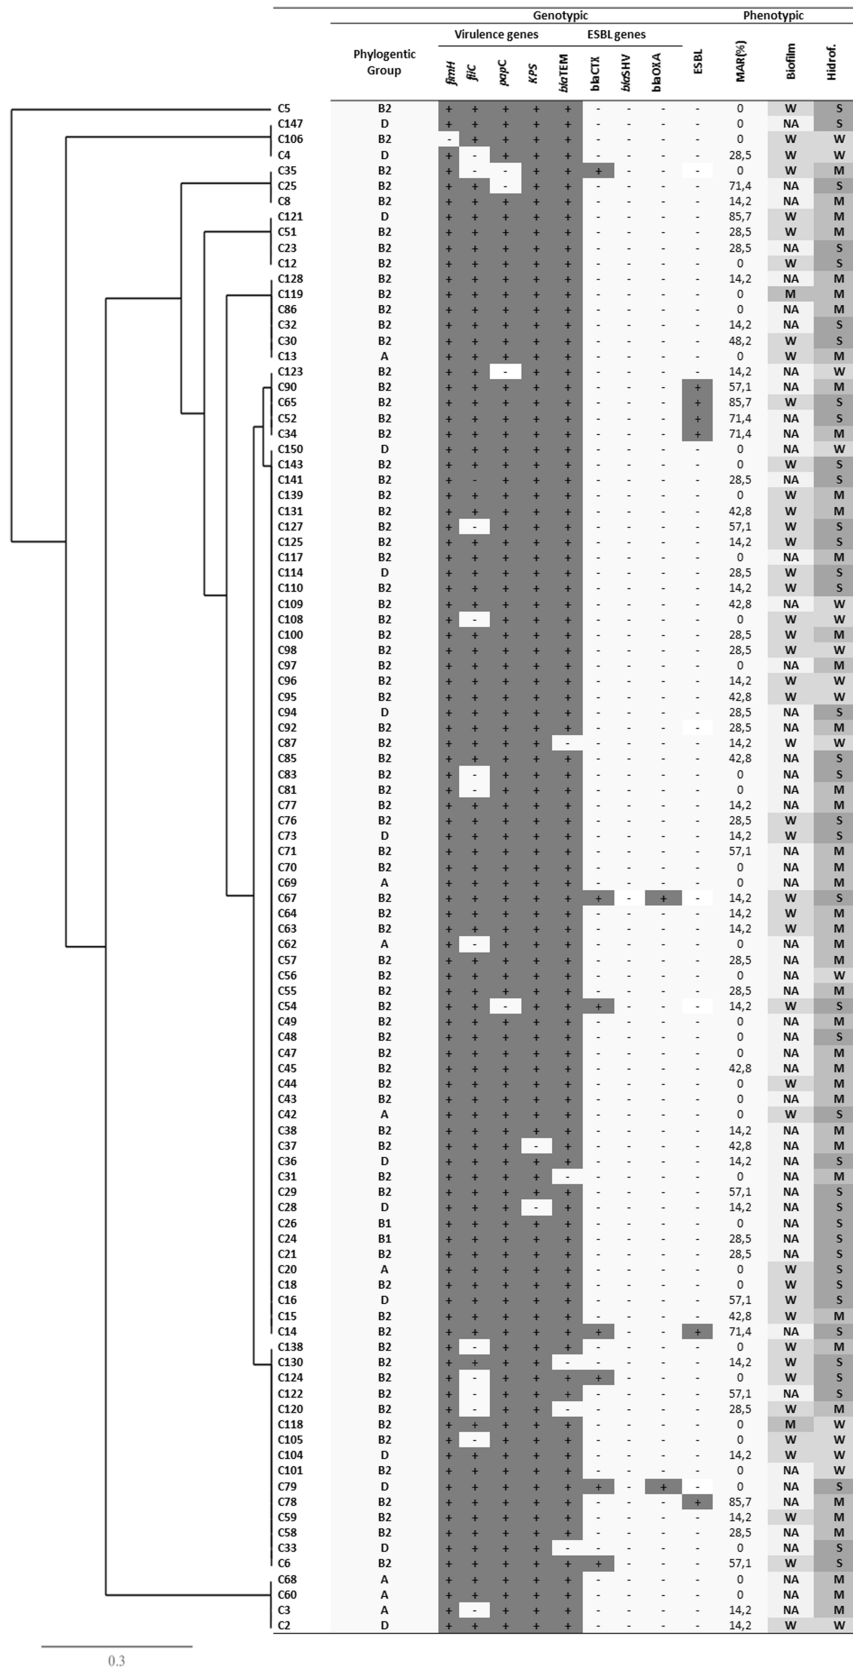 Genotypic Phenotypic
Virulence genes ESBL genes
Phylogentic
Group
fimH fliC papC KPS blaTEM blaCTX blaSHV blaOXA ESBL MAR(%) Biofilm Hidrof.
C5 B2 + + + + + - - - - 0 W S
C147 D + + + + + - - - - 0 NA S
C106 B2 - + + + + - - - - 0 W W
C4 D + - + + + - - - - 28,5 W W
C35 B2 + - - + + + - - - 0 W M
C25 B2 + + - + + - - - - 71,4 NA S
C8 B2 + + + + + - - - - 14,2 NA M
C121 D + + + + + - - - - 85,7 W M
C51 B2 + + + + + - - - - 28,5 W M
C23 B2 + + + + + - - - - 28,5 NA S
C12 B2 + + + + + - - - - 0 W S
C128 B2 + + + + + - - - - 14,2 NA M
C119 B2 + + + + + - - - - 0 M M
C86 B2 + + + + + - - - - 0 NA M
C32 B2 + + + + + - - - - 14,2 NA S
C30 B2 + + + + + - - - - 48,2 W S
C13 A + + + + + - - - - 0 W M
C123 B2 + + - + + - - - - 14,2 NA W
C90 B2 + + + + + - - - + 57,1 NA M
C65 B2 + + + + + - - - + 85,7 W S
C52 B2 + + + + + - - - + 71,4 NA S
C34 B2 + + + + + - - - + 71,4 NA M
C150 D + + + + + - - - - 0 NA W
C143 B2 + + + + + - - - - 0 W S
C141 B2 + - + + + - - - - 28,5 NA S
C139 B2 + + + + + - - - - 0 W M
C131 B2 + + + + + - - - - 42,8 W M
C127 B2 + - + + + - - - - 57,1 W S
C125 B2 + + + + + - - - - 14,2 W S
C117 B2 + + + + + - - - - 0 NA M
C114 D + + + + + - - - - 28,5 W S
C110 B2 + + + + + - - - - 14,2 W S
C109 B2 + + + + + - - - - 42,8 NA W
C108 B2 + - + + + - - - - 0 W W
C100 B2 + + + + + - - - - 28,5 W M
C98 B2 + + + + + - - - - 28,5 W W
C97 B2 + + + + + - - - - 0 NA M
C96 B2 + + + + + - - - - 14,2 W W
C95 B2 + + + + + - - - - 42,8 W W
C94 D + + + + + - - - - 28,5 NA S
C92 B2 + + + + + - - - - 28,5 NA M
C87 B2 + + + + - - - - - 14,2 W W
C85 B2 + + + + + - - - - 42,8 NA S
C83 B2 + - + + + - - - - 0 NA S
C81 B2 + - + + + - - - - 0 NA M
C77 B2 + + + + + - - - - 14,2 NA M
C76 B2 + + + + + - - - - 28,5 W S
C73 D + + + + + - - - - 14,2 W S
C71 B2 + + + + + - - - - 57,1 NA M
C70 B2 + + + + + - - - - 0 NA M
C69 A + + + + + - - - - 0 NA M
C67 B2 + + + + + + - + - 14,2 W S
C64 B2 + + + + + - - - - 14,2 W M
C63 B2 + + + + + - - - - 14,2 W M
C62 A + - + + + - - - - 0 NA M
C57 B2 + + + + + - - - - 28,5 NA M
C56 B2 + + + + + - - - - 0 NA W
C55 B2 + + + + + - - - - 28,5 NA M
C54 B2 + + - + + + - - - 14,2 W S
C49 B2 + + + + + - - - - 0 NA M
C48 B2 + + + + + - - - - 0 NA S
C47 B2 + + + + + - - - - 0 NA M
C45 B2 + + + + + - - - - 42,8 NA M
C44 B2 + + + + + - - - - 0 W M
C43 B2 + + + + + - - - - 0 NA M
C42 A + + + + + - - - - 0 W S
C38 B2 + + + + + - - - - 14,2 NA M
C37 B2 + + + - + - - - - 42,8 NA M
C36 D + + + + + - - - - 14,2 NA S
C31 B2 + + + + - - - - - 0 NA M
C29 B2 + + + + + - - - - 57,1 NA S
C28 D + + + - + - - - - 14,2 NA S
C26 B1 + + + + + - - - - 0 NA S
C24 B1 + + + + + - - - - 28,5 NA S
C21 B2 + + + + + - - - - 28,5 NA S
C20 A + + + + + - - - - 0 W S
C18 B2 + + + + + - - - - 0 W S
C16 D + + + + + - - - - 57,1 W S
C15 B2 + + + + + - - - - 42,8 W M
C14 B2 + + + + + + - - + 71,4 NA S
C138 B2 + - + + + - - - - 0 W M
C130 B2 + + + + - - - - - 14,2 W S
C124 B2 + - + + + + - - - 0 W S
C122 B2 + - + + + - - - - 57,1 NA S
C120 B2 + - + + - - - - - 28,5 W M
C118 B2 + + + + + - - - - 0 M W
C105 B2 + - + + + - - - - 0 W W
C104 D + + + + + - - - - 14,2 W W
C101 B2 + + + + + - - - - 0 NA W
C79 D + + + + + + - + - 0 NA S
C78 B2 + + + + + - - - + 85,7 NA M
C59 B2 + + + + + - - - - 14,2 W M
C58 B2 + + + + + - - - - 28,5 NA M
C33 D + + + + - - - - - 0 NA S
C6 B2 + + + + + + - - - 57,1 W S
C68 A + + + + + - - - - 0 NA M
C60 A + + + + + - - - - 0 NA M
C3 A + - + + + - - - - 14,2 NA M
C2 D + + + + + - - - - 14,2 W W
0.3